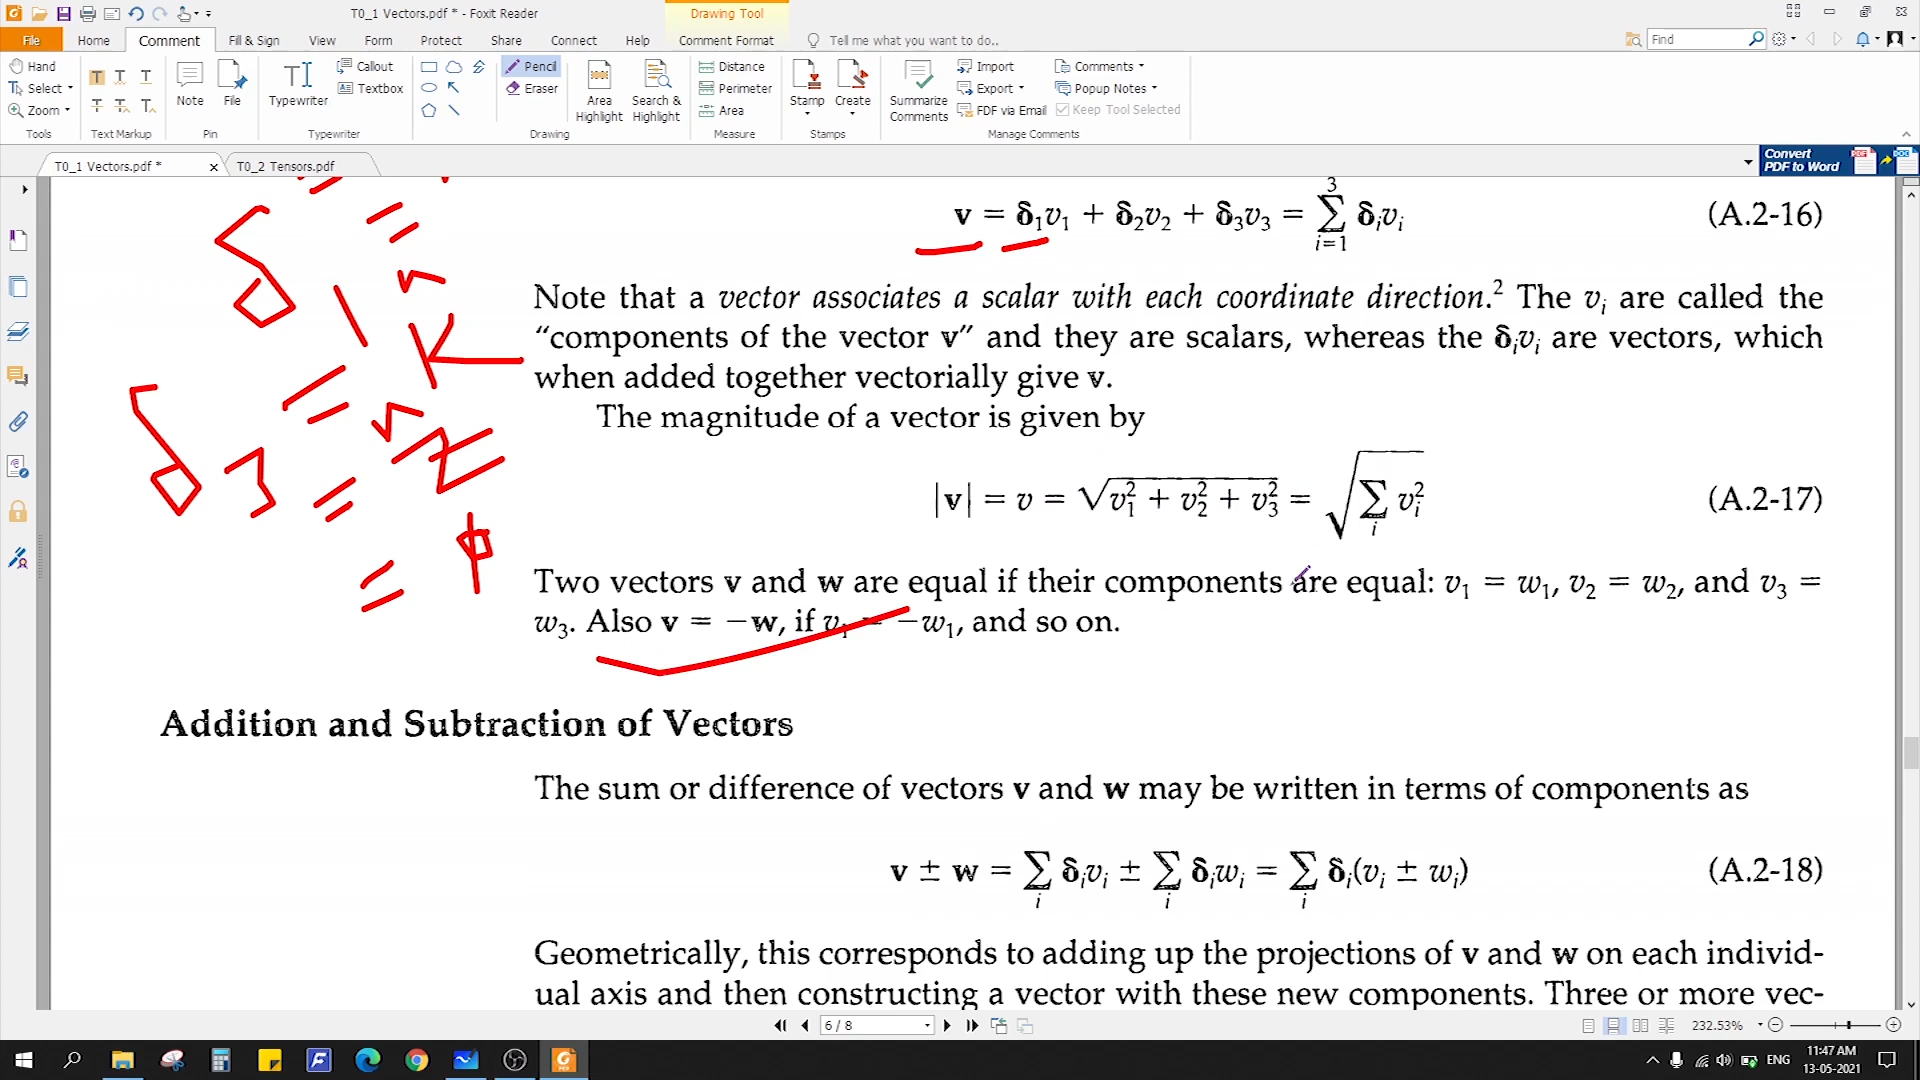 T0_1 Vectors.pdf * - Foxit Reader
Drawing Tool
File Home Comment Fill & Sign View Form Protect Share Connect Help Comment Format Tell me what you want to do.. Find
Hand
Select
Zoom
Tools
Text Markup
Note File
Pin
Typewriter
Callout
Textbox
Typewriter
Pencil
Eraser
Area Highlight
Search & Highlight
Drawing
Distance
Perimeter
Area
Measure
Stamp Create
Stamps
Summarize Comments
Import
Export
FDF via Email
Comments
Popup Notes
Keep Tool Selected
Manage Comments
T0_1 Vectors.pdf * T0_2 Tensors.pdf
Convert PDF to Word
v = δ₁v₁ + δ₂v₂ + δ₃v₃ = ∑_{i=1}^{3} δᵢvᵢ (A.2-16)
Note that a vector associates a scalar with each coordinate direction.² The vᵢ are called the
“components of the vector v” and they are scalars, whereas the δᵢvᵢ are vectors, which
when added together vectorially give v.
The magnitude of a vector is given by
|v| = v = √(v₁² + v₂² + v₃²) = √(∑ᵢ vᵢ²) (A.2-17)
Two vectors v and w are equal if their components are equal: v₁ = w₁, v₂ = w₂, and v₃ =
w₃. Also v = −w, if v₁ = −w₁, and so on.
Addition and Subtraction of Vectors
The sum or difference of vectors v and w may be written in terms of components as
v ± w = ∑ᵢ δᵢvᵢ ± ∑ᵢ δᵢwᵢ = ∑ᵢ δᵢ(vᵢ ± wᵢ) (A.2-18)
Geometrically, this corresponds to adding up the projections of v and w on each individ-
ual axis and then constructing a vector with these new components. Three or more vec-
6 / 8
232.53%
ENG
11:47 AM
13-05-2021